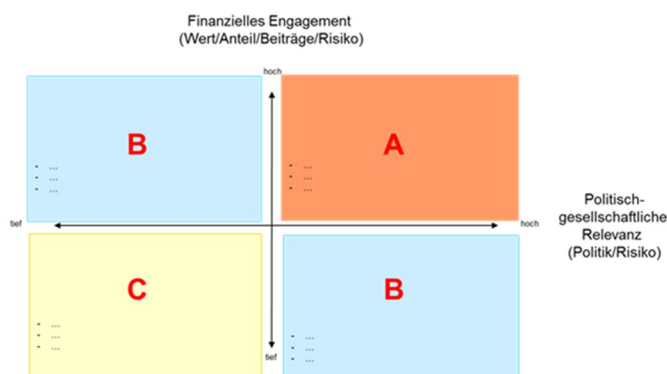 Finanzielles Engagement
(Wert/Anteil/Beiträge/Risiko)
hoch
B
- ...
- ...
- ...
A
- ...
- ...
- ...
tief
hoch
Politisch-
gesellschaftliche
Relevanz
(Politik/Risiko)
C
- ...
- ...
- ...
B
- ...
- ...
- ...
tief